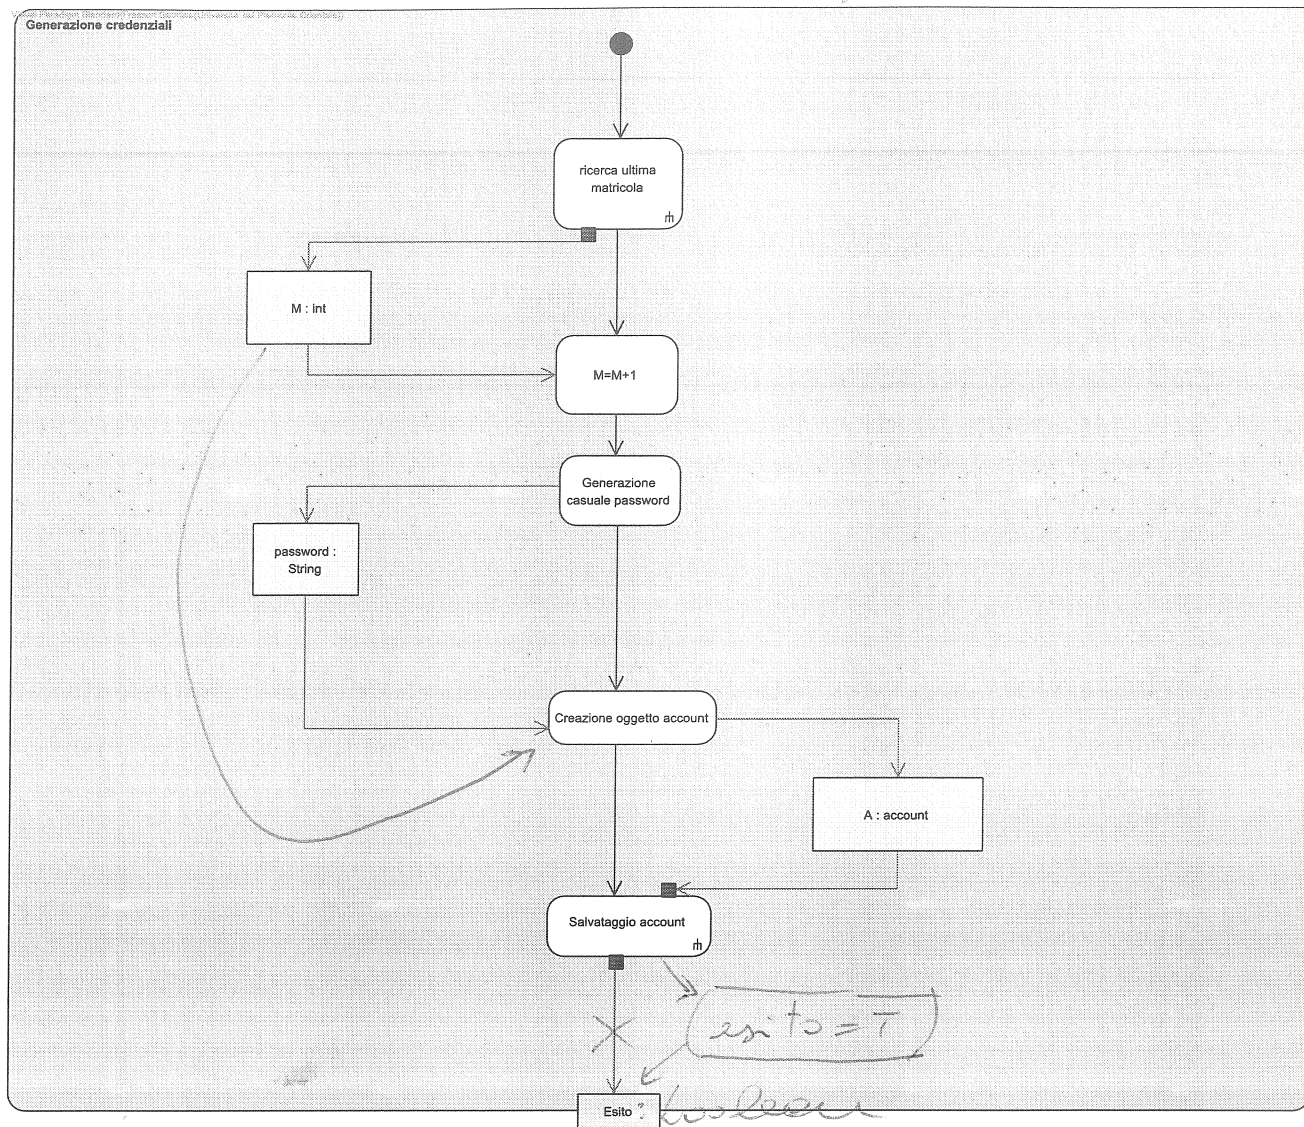 Generazione credenziali
ricerca ultima
matricola
M : int
M=M+1
Generazione
casuale password
password :
String
Creazione oggetto account
A : account
Salvataggio account
esito = T
Esito : boolean